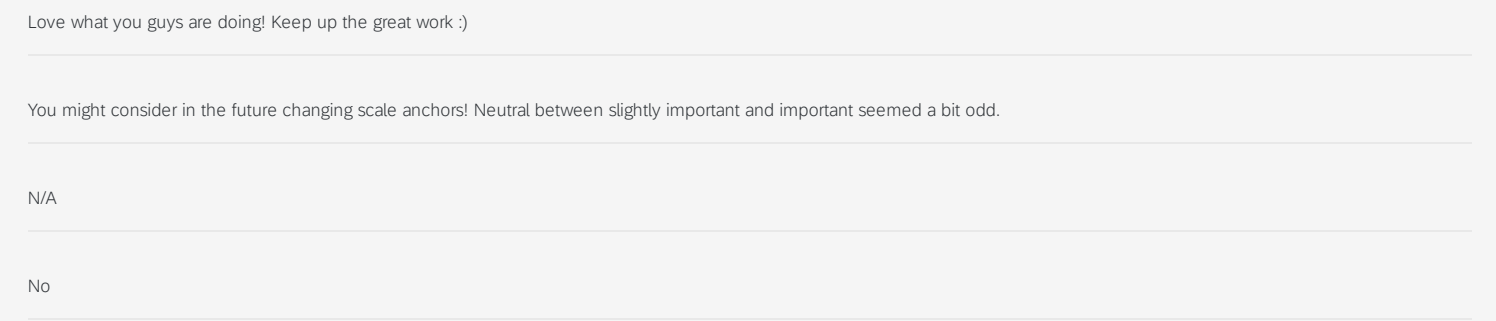 Love what you guys are doing! Keep up the great work :)
You might consider in the future changing scale anchors! Neutral between slightly important and important seemed a bit odd.
N/A
No